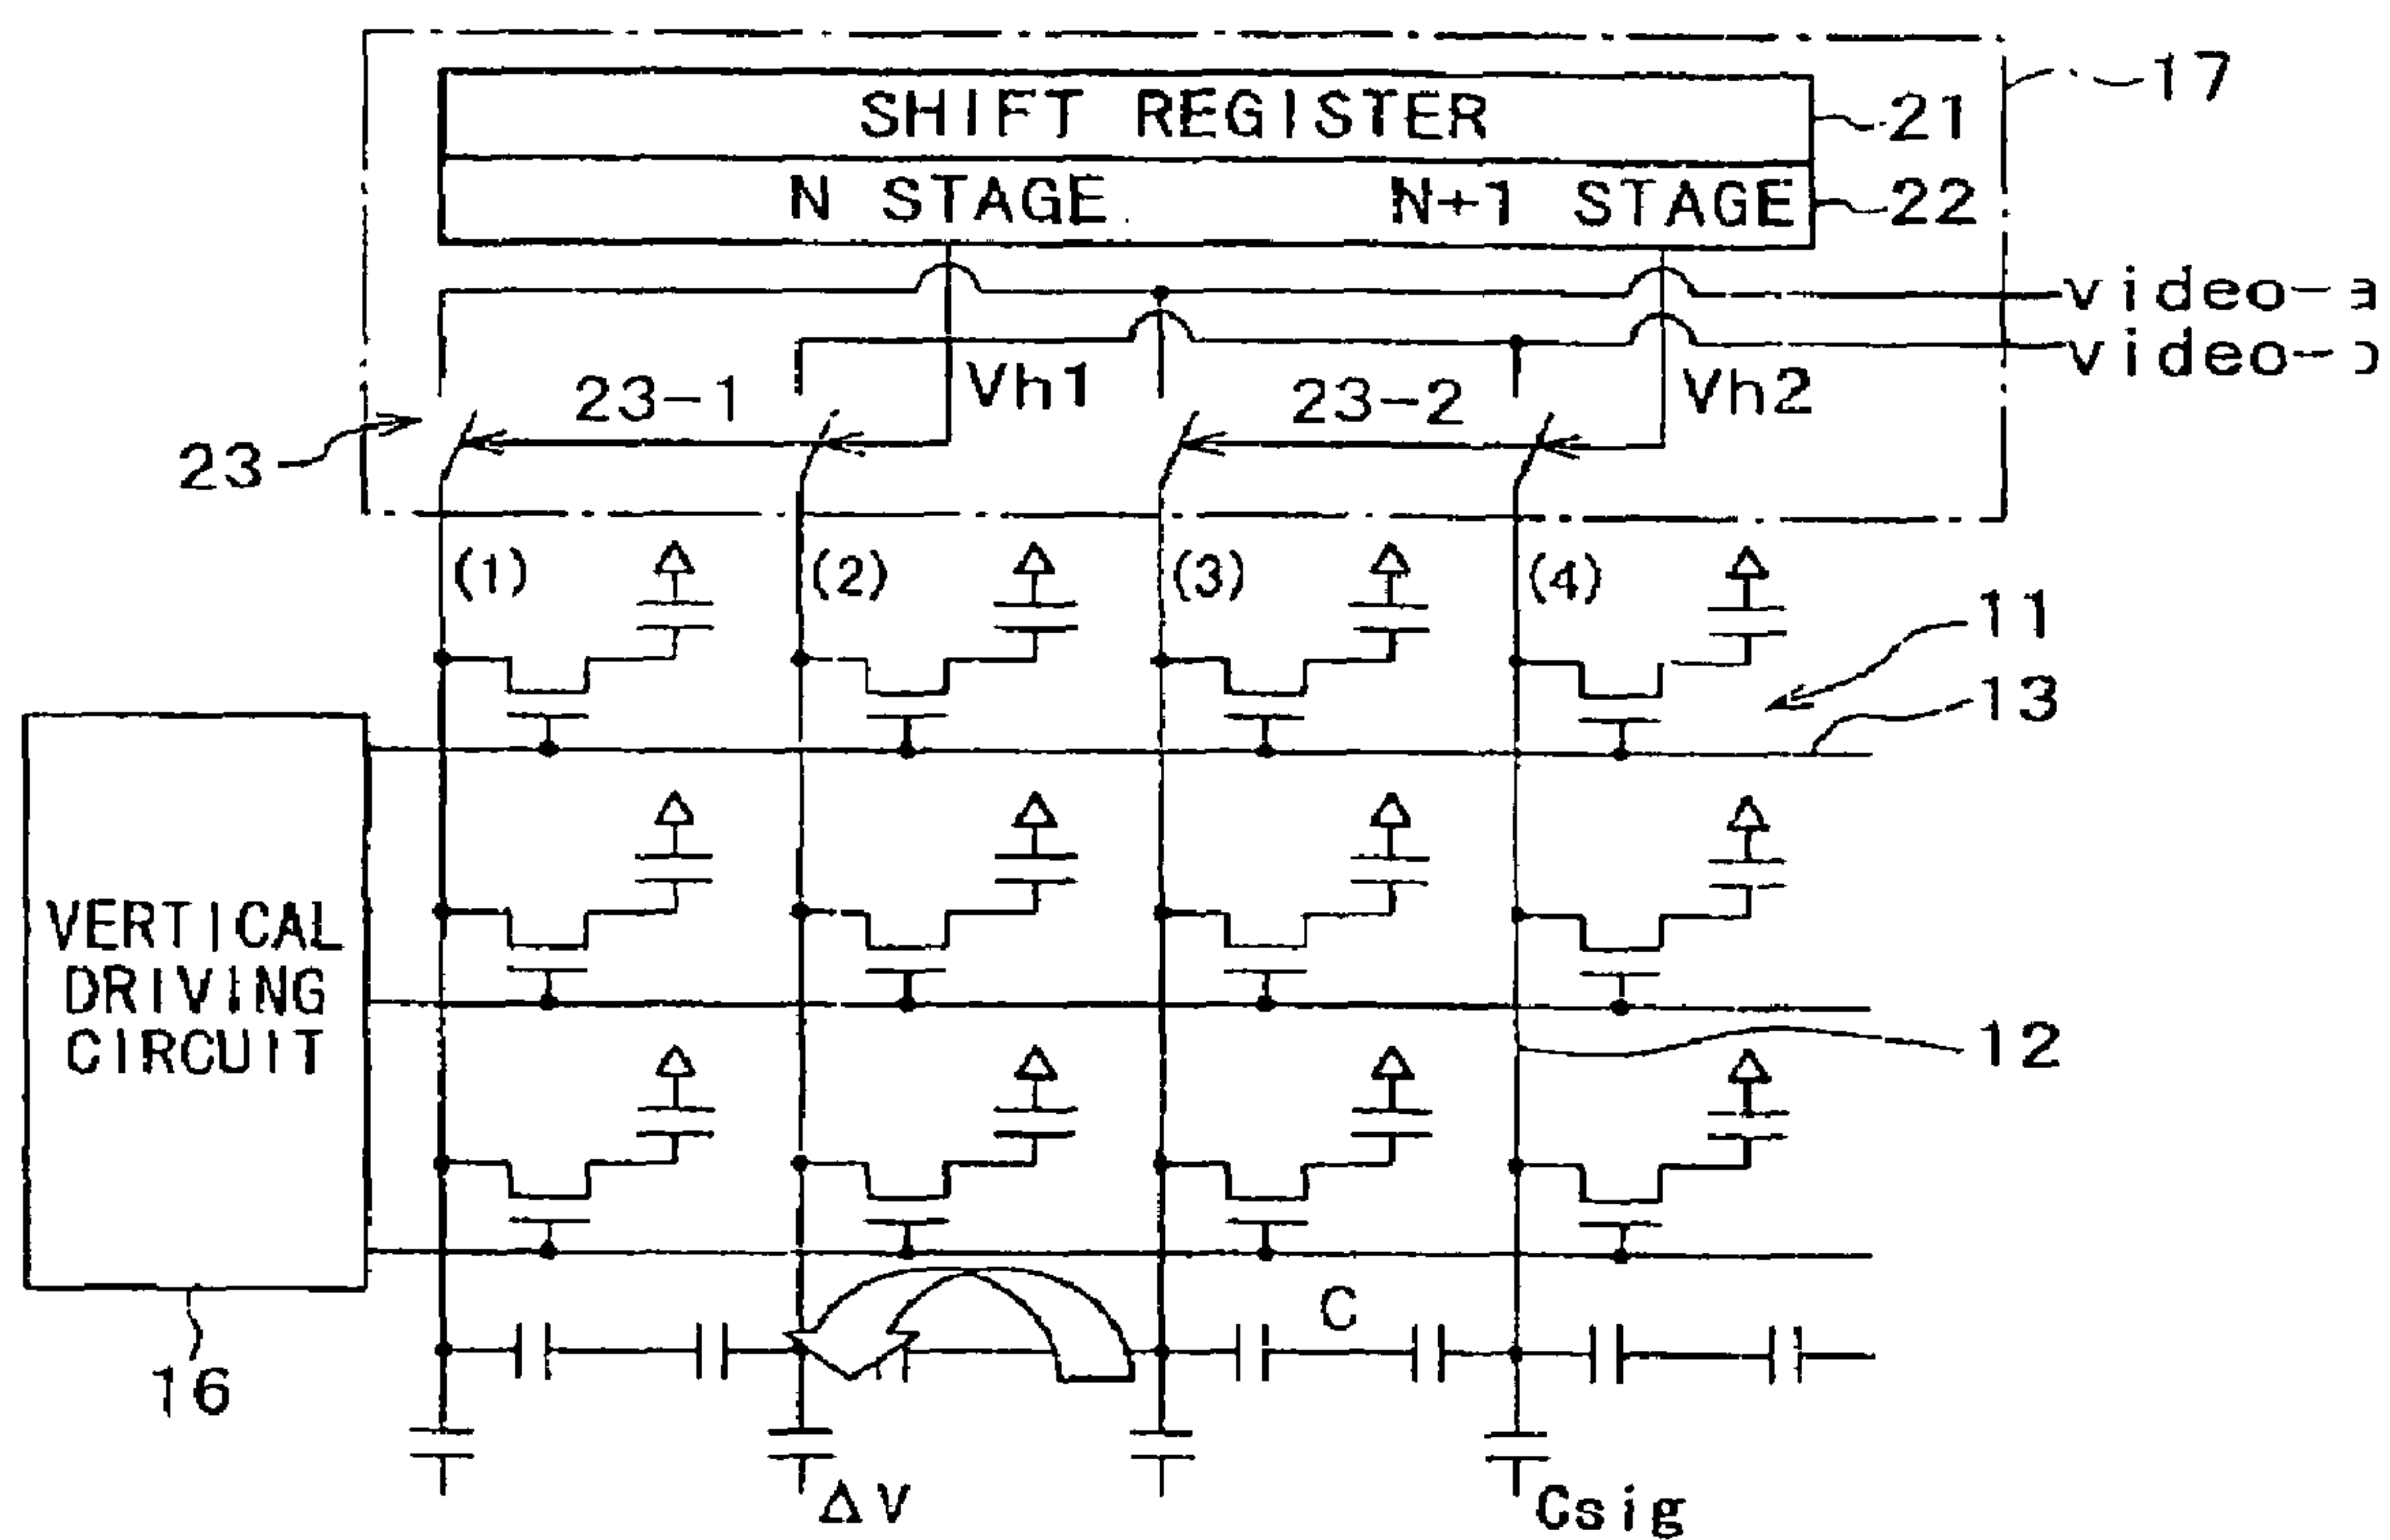 17
SHIFT REGISTER
21
N STAGE
N+1 STAGE
22
video-a
video-b
23-1
Vh1
23-2
Vh2
23
(1)
(2)
(3)
(4)
11
13
VERTICAL
DRIVING
CIRCUIT
12
C
16
ΔV
Csig